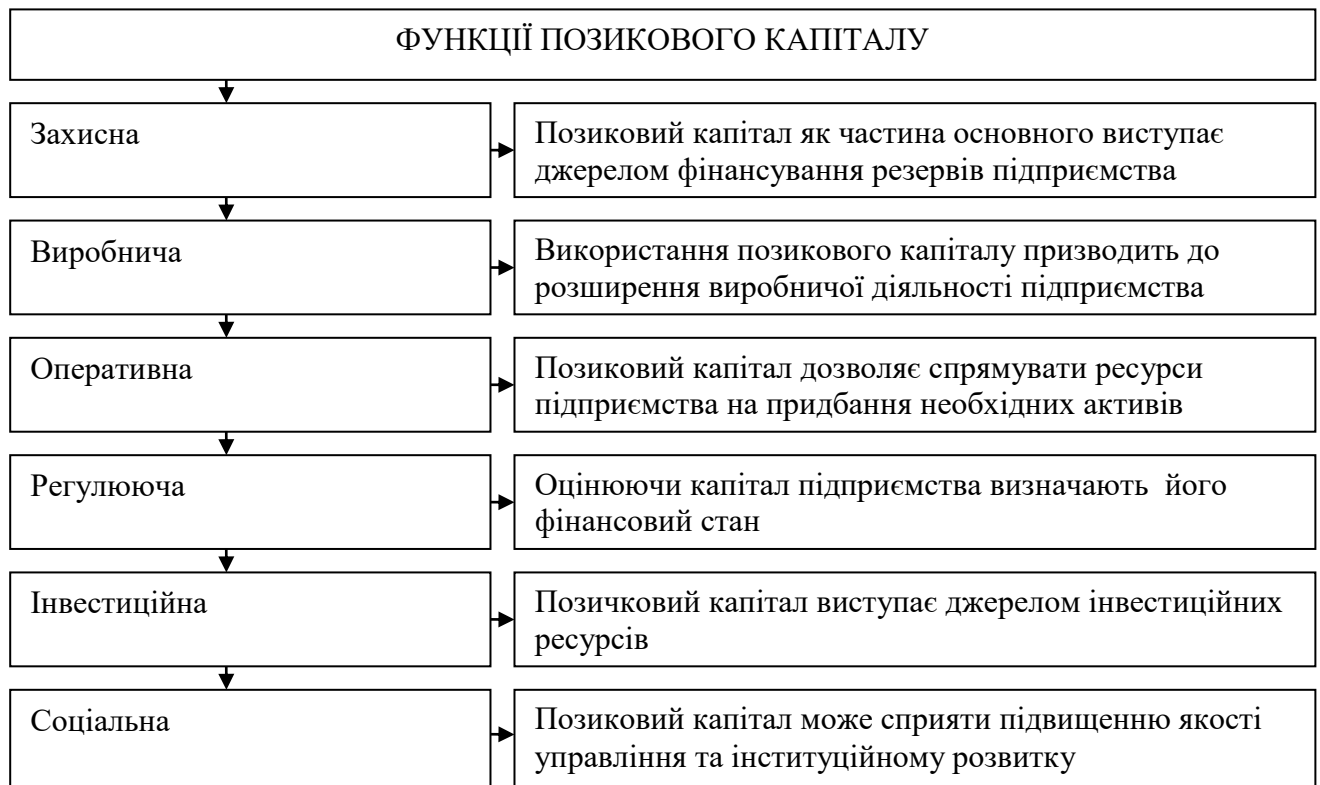 ФУНКЦІЇ ПОЗИКОВОГО КАПІТАЛУ
Захисна
Позиковий капітал як частина основного виступає
джерелом фінансування резервів підприємства
Виробнича
Використання позикового капіталу призводить до
розширення виробничої діяльності підприємства
Оперативна
Позиковий капітал дозволяє спрямувати ресурси
підприємства на придбання необхідних активів
Регулююча
Оцінюючи капітал підприємства визначають його
фінансовий стан
Інвестиційна
Позичковий капітал виступає джерелом інвестиційних
ресурсів
Соціальна
Позиковий капітал може сприяти підвищенню якості
управління та інституційному розвитку